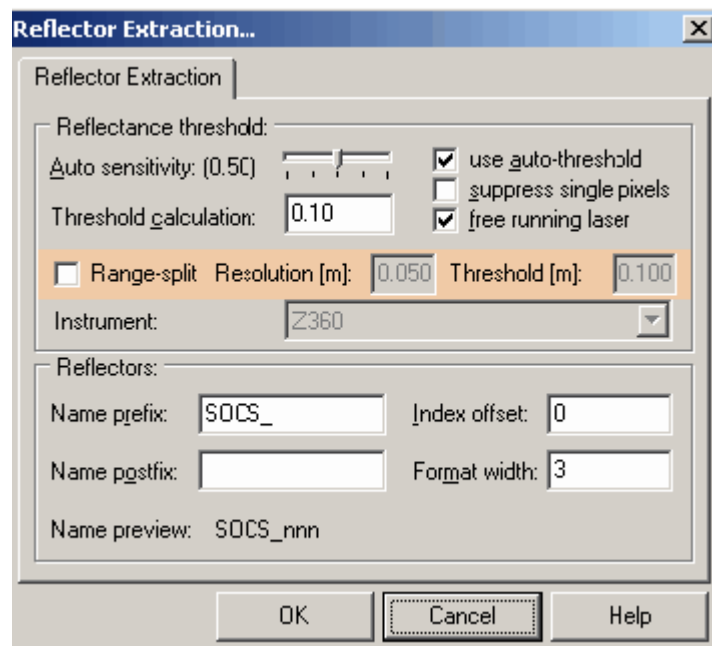 Reflector Extraction...
Reflector Extraction
Reflectance threshold:
Auto sensitivity: (0.50)
use auto-threshold
suppress single pixels
Threshold calculation: 0.10
free running laser
Range-split Resolution [m]: 0.050 Threshold [m]: 0.100
Instrument: Z360
Reflectors:
Name prefix: SOCS_ Index offset: 0
Name postfix: Format width: 3
Name preview: SOCS_nnn
OK Cancel Help